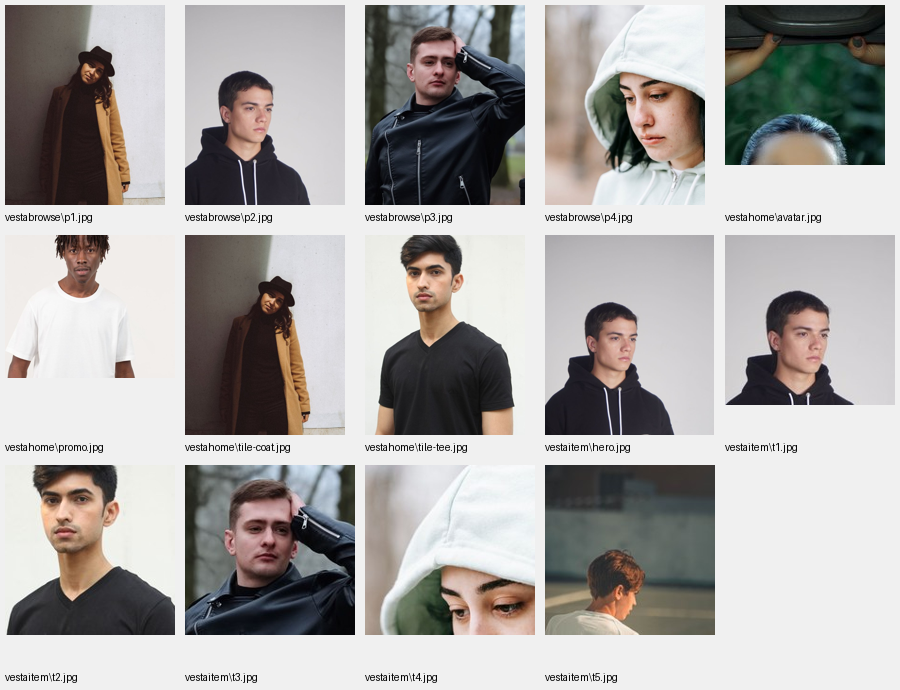 vestabrowse\p1.jpg
vestabrowse\p2.jpg
vestabrowse\p3.jpg
vestabrowse\p4.jpg
vestahome\avatar.jpg
vestahome\promo.jpg
vestahome\tile-coat.jpg
vestahome\tile-tee.jpg
vestaitem\hero.jpg
vestaitem\t1.jpg
vestaitem\t2.jpg
vestaitem\t3.jpg
vestaitem\t4.jpg
vestaitem\t5.jpg